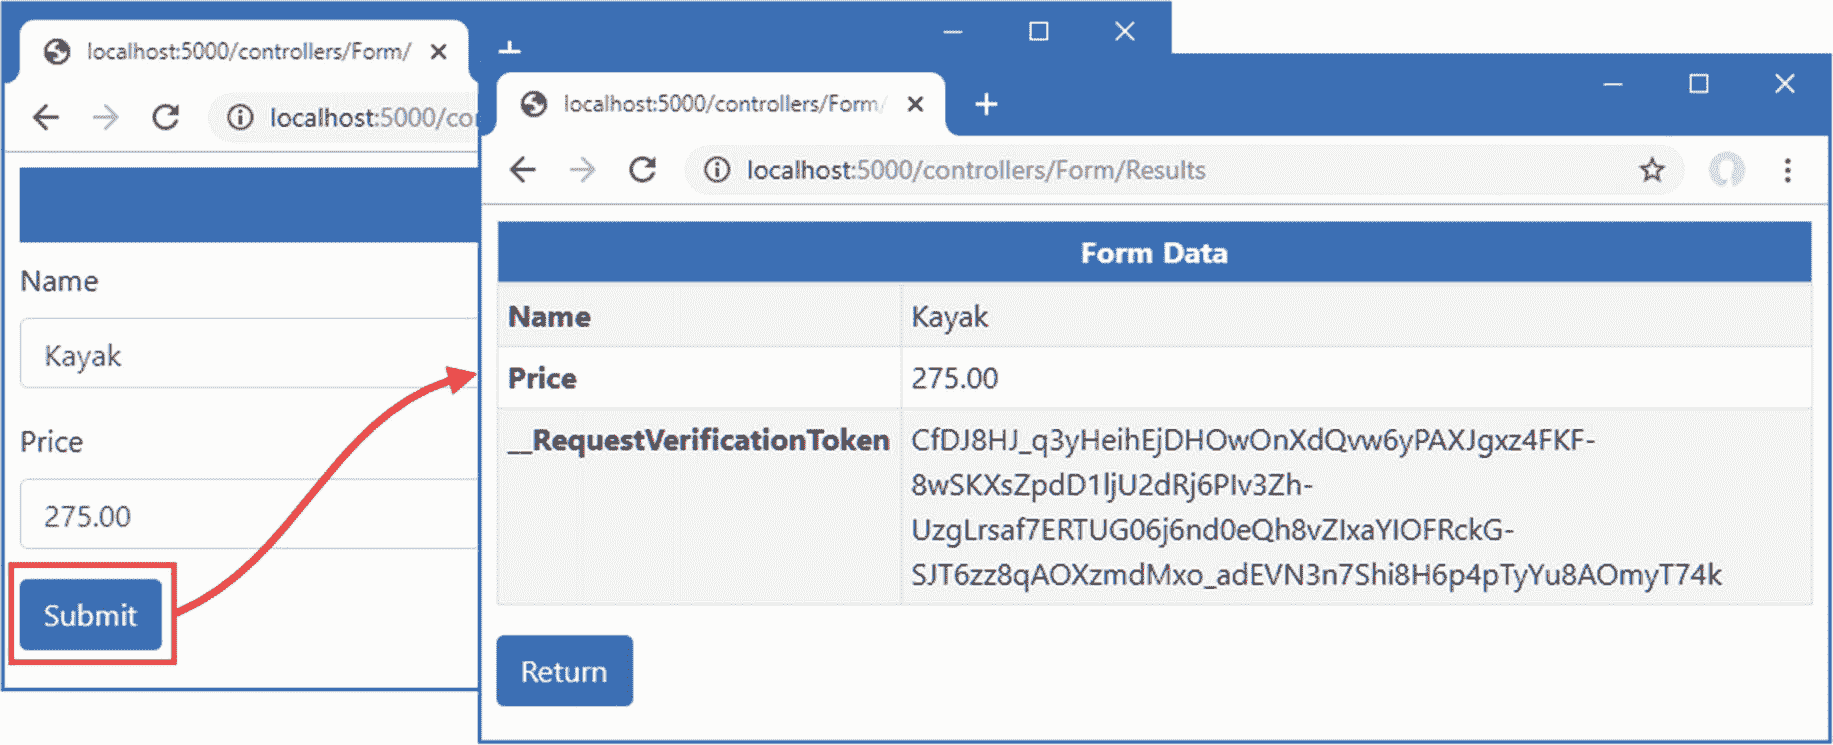 localhost:5000/controllers/Form/
localhost:5000/co
Name
Kayak
Price
275.00
Submit
localhost:5000/controllers/Form/
localhost:5000/controllers/Form/Results
Form Data
Name Kayak
Price 275.00
__RequestVerificationToken CfDJ8HJ_q3yHeihEjDHOwOnXdQvw6yPAXJgxz4FKF-
8wSKXsZpdD1ljU2dRj6PIv3Zh-
UzgLrsaf7ERTUG06j6nd0eQh8vZIxaYIOFRckG-
SJT6zz8qAOXzmdMxo_adEVN3n7Shi8H6p4pTyYu8AOmyT74k
Return